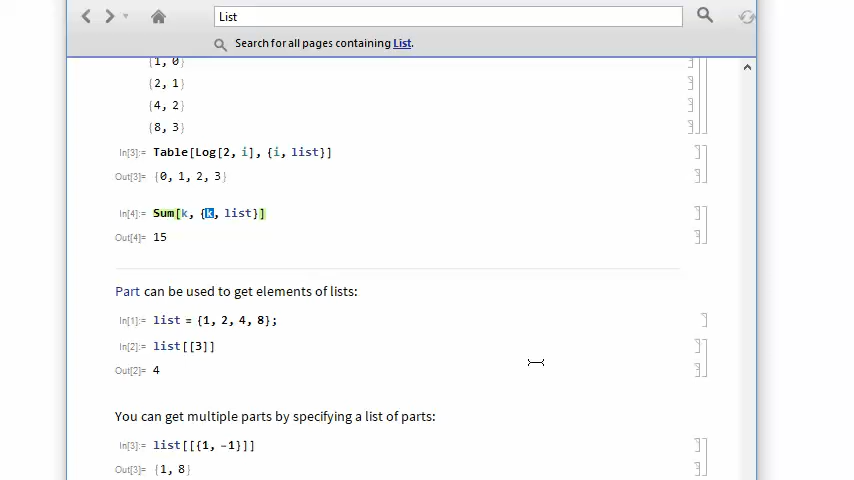 List
Search for all pages containing List.
{1, 0}
{2, 1}
{4, 2}
{8, 3}
In[3]:= Table[Log[2, i], {i, list}]
Out[3]= {0, 1, 2, 3}
In[4]:= Sum[k, {k, list}]
Out[4]= 15
Part can be used to get elements of lists:
In[1]:= list = {1, 2, 4, 8};
In[2]:= list[[3]]
Out[2]= 4
You can get multiple parts by specifying a list of parts:
In[3]:= list[[{1, -1}]]
Out[3]= {1, 8}